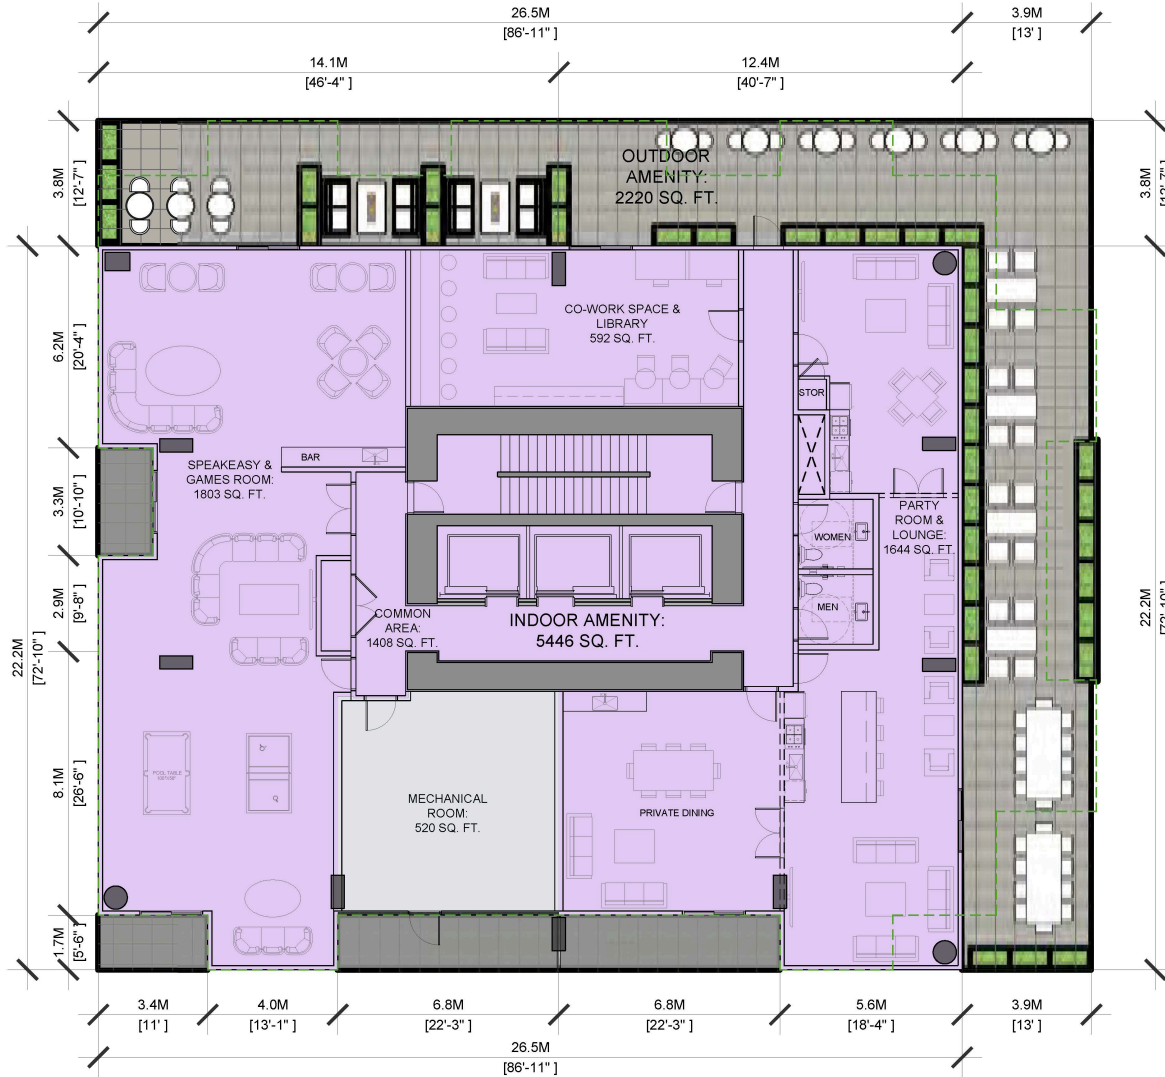 26.5M
[86'-11" ]
3.9M
[13' ]
14.1M
[46'-4" ]
12.4M
[40'-7" ]
3.8M
[12'-7"]
OUTDOOR
AMENITY:
2220 SQ. FT.
3.8M
[12'-7"]
6.2M
[20'-4"]
CO-WORK SPACE &
LIBRARY
592 SQ. FT.
STOR
SPEAKEASY &
GAMES ROOM:
1803 SQ. FT.
BAR
3.3M
[10'-10"]
PARTY
ROOM &
LOUNGE:
1644 SQ. FT.
WOMEN
MEN
2.9M
[9'-8"]
COMMON
AREA:
1408 SQ. FT.
INDOOR AMENITY:
5446 SQ. FT.
22.2M
[72'-10" ]
22.2M
[72'-10" ]
8.1M
[26'-6"]
POOL TABLE
MECHANICAL
ROOM:
520 SQ. FT.
PRIVATE DINING
1.7M
[5'-6"]
3.4M
[11' ]
4.0M
[13'-1" ]
6.8M
[22'-3" ]
6.8M
[22'-3" ]
5.6M
[18'-4" ]
3.9M
[13' ]
26.5M
[86'-11" ]